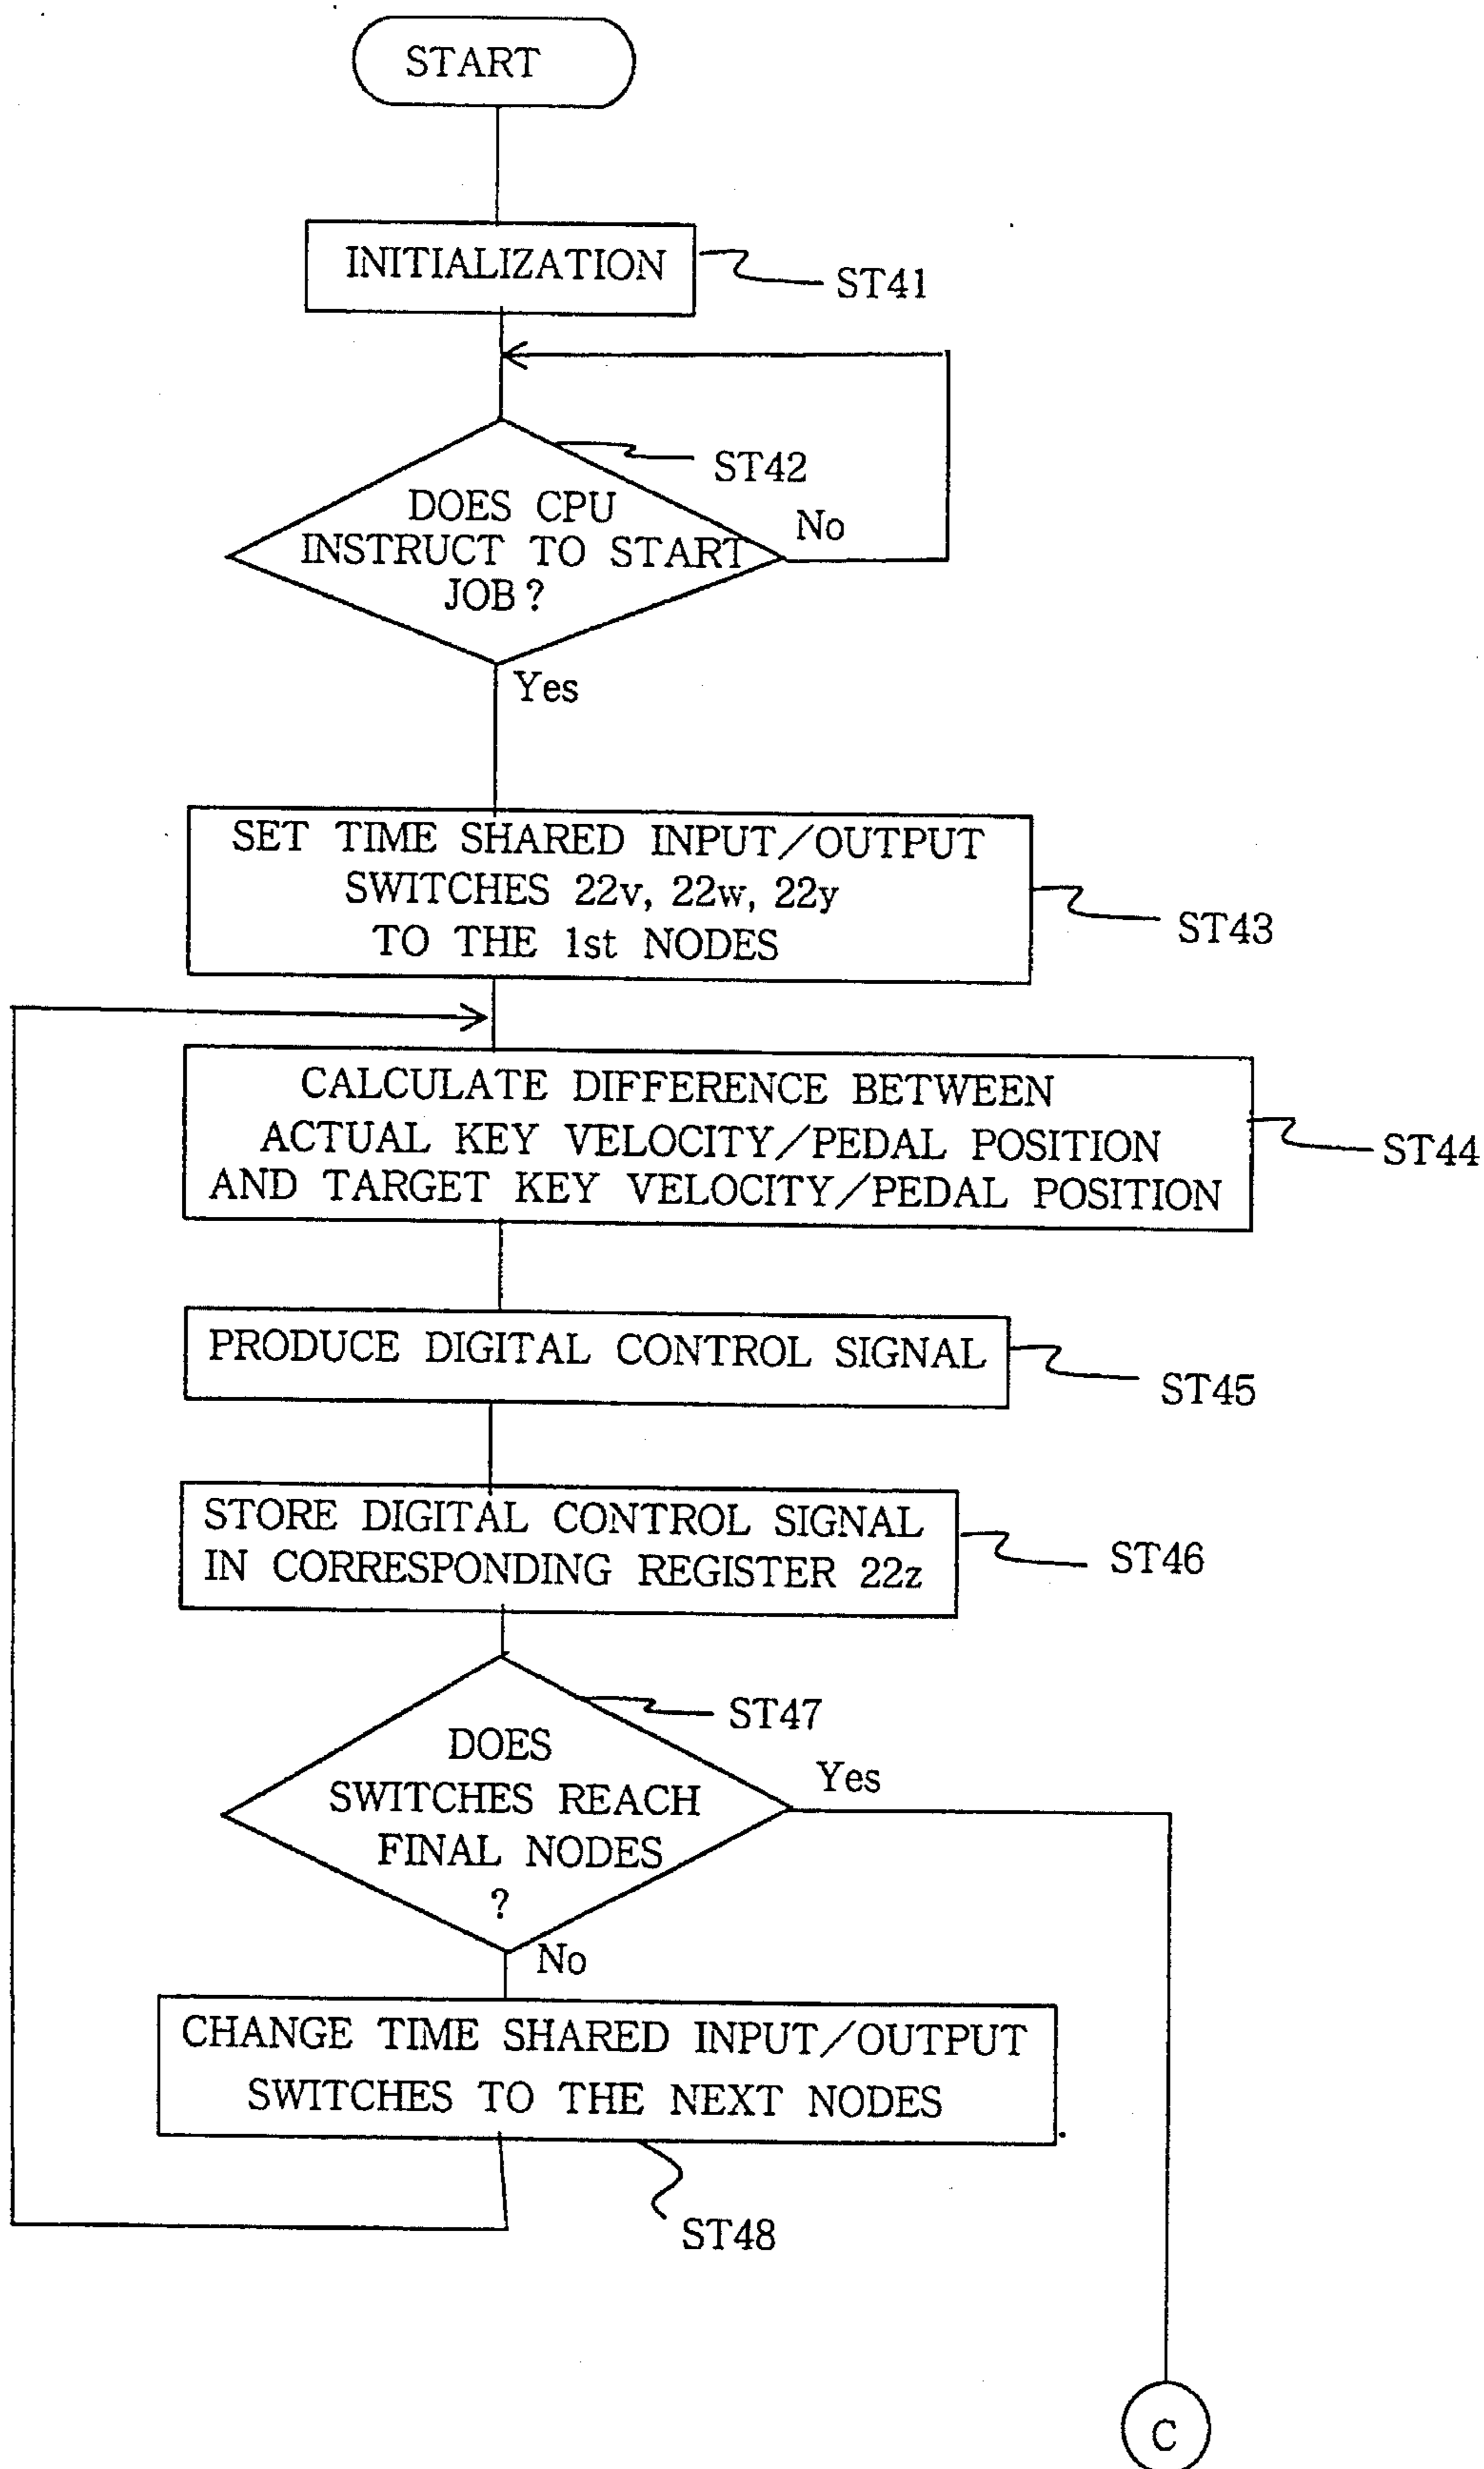 START
INITIALIZATION
ST41
ST42
DOES CPU
INSTRUCT TO START
JOB?
No
Yes
SET TIME SHARED INPUT/OUTPUT
SWITCHES 22v, 22w, 22y
TO THE 1st NODES
ST43
CALCULATE DIFFERENCE BETWEEN
ACTUAL KEY VELOCITY/PEDAL POSITION
AND TARGET KEY VELOCITY/PEDAL POSITION
ST44
PRODUCE DIGITAL CONTROL SIGNAL
ST45
STORE DIGITAL CONTROL SIGNAL
IN CORRESPONDING REGISTER 22z
ST46
ST47
DOES
SWITCHES REACH
FINAL NODES
?
Yes
No
CHANGE TIME SHARED INPUT/OUTPUT
SWITCHES TO THE NEXT NODES
ST48
C